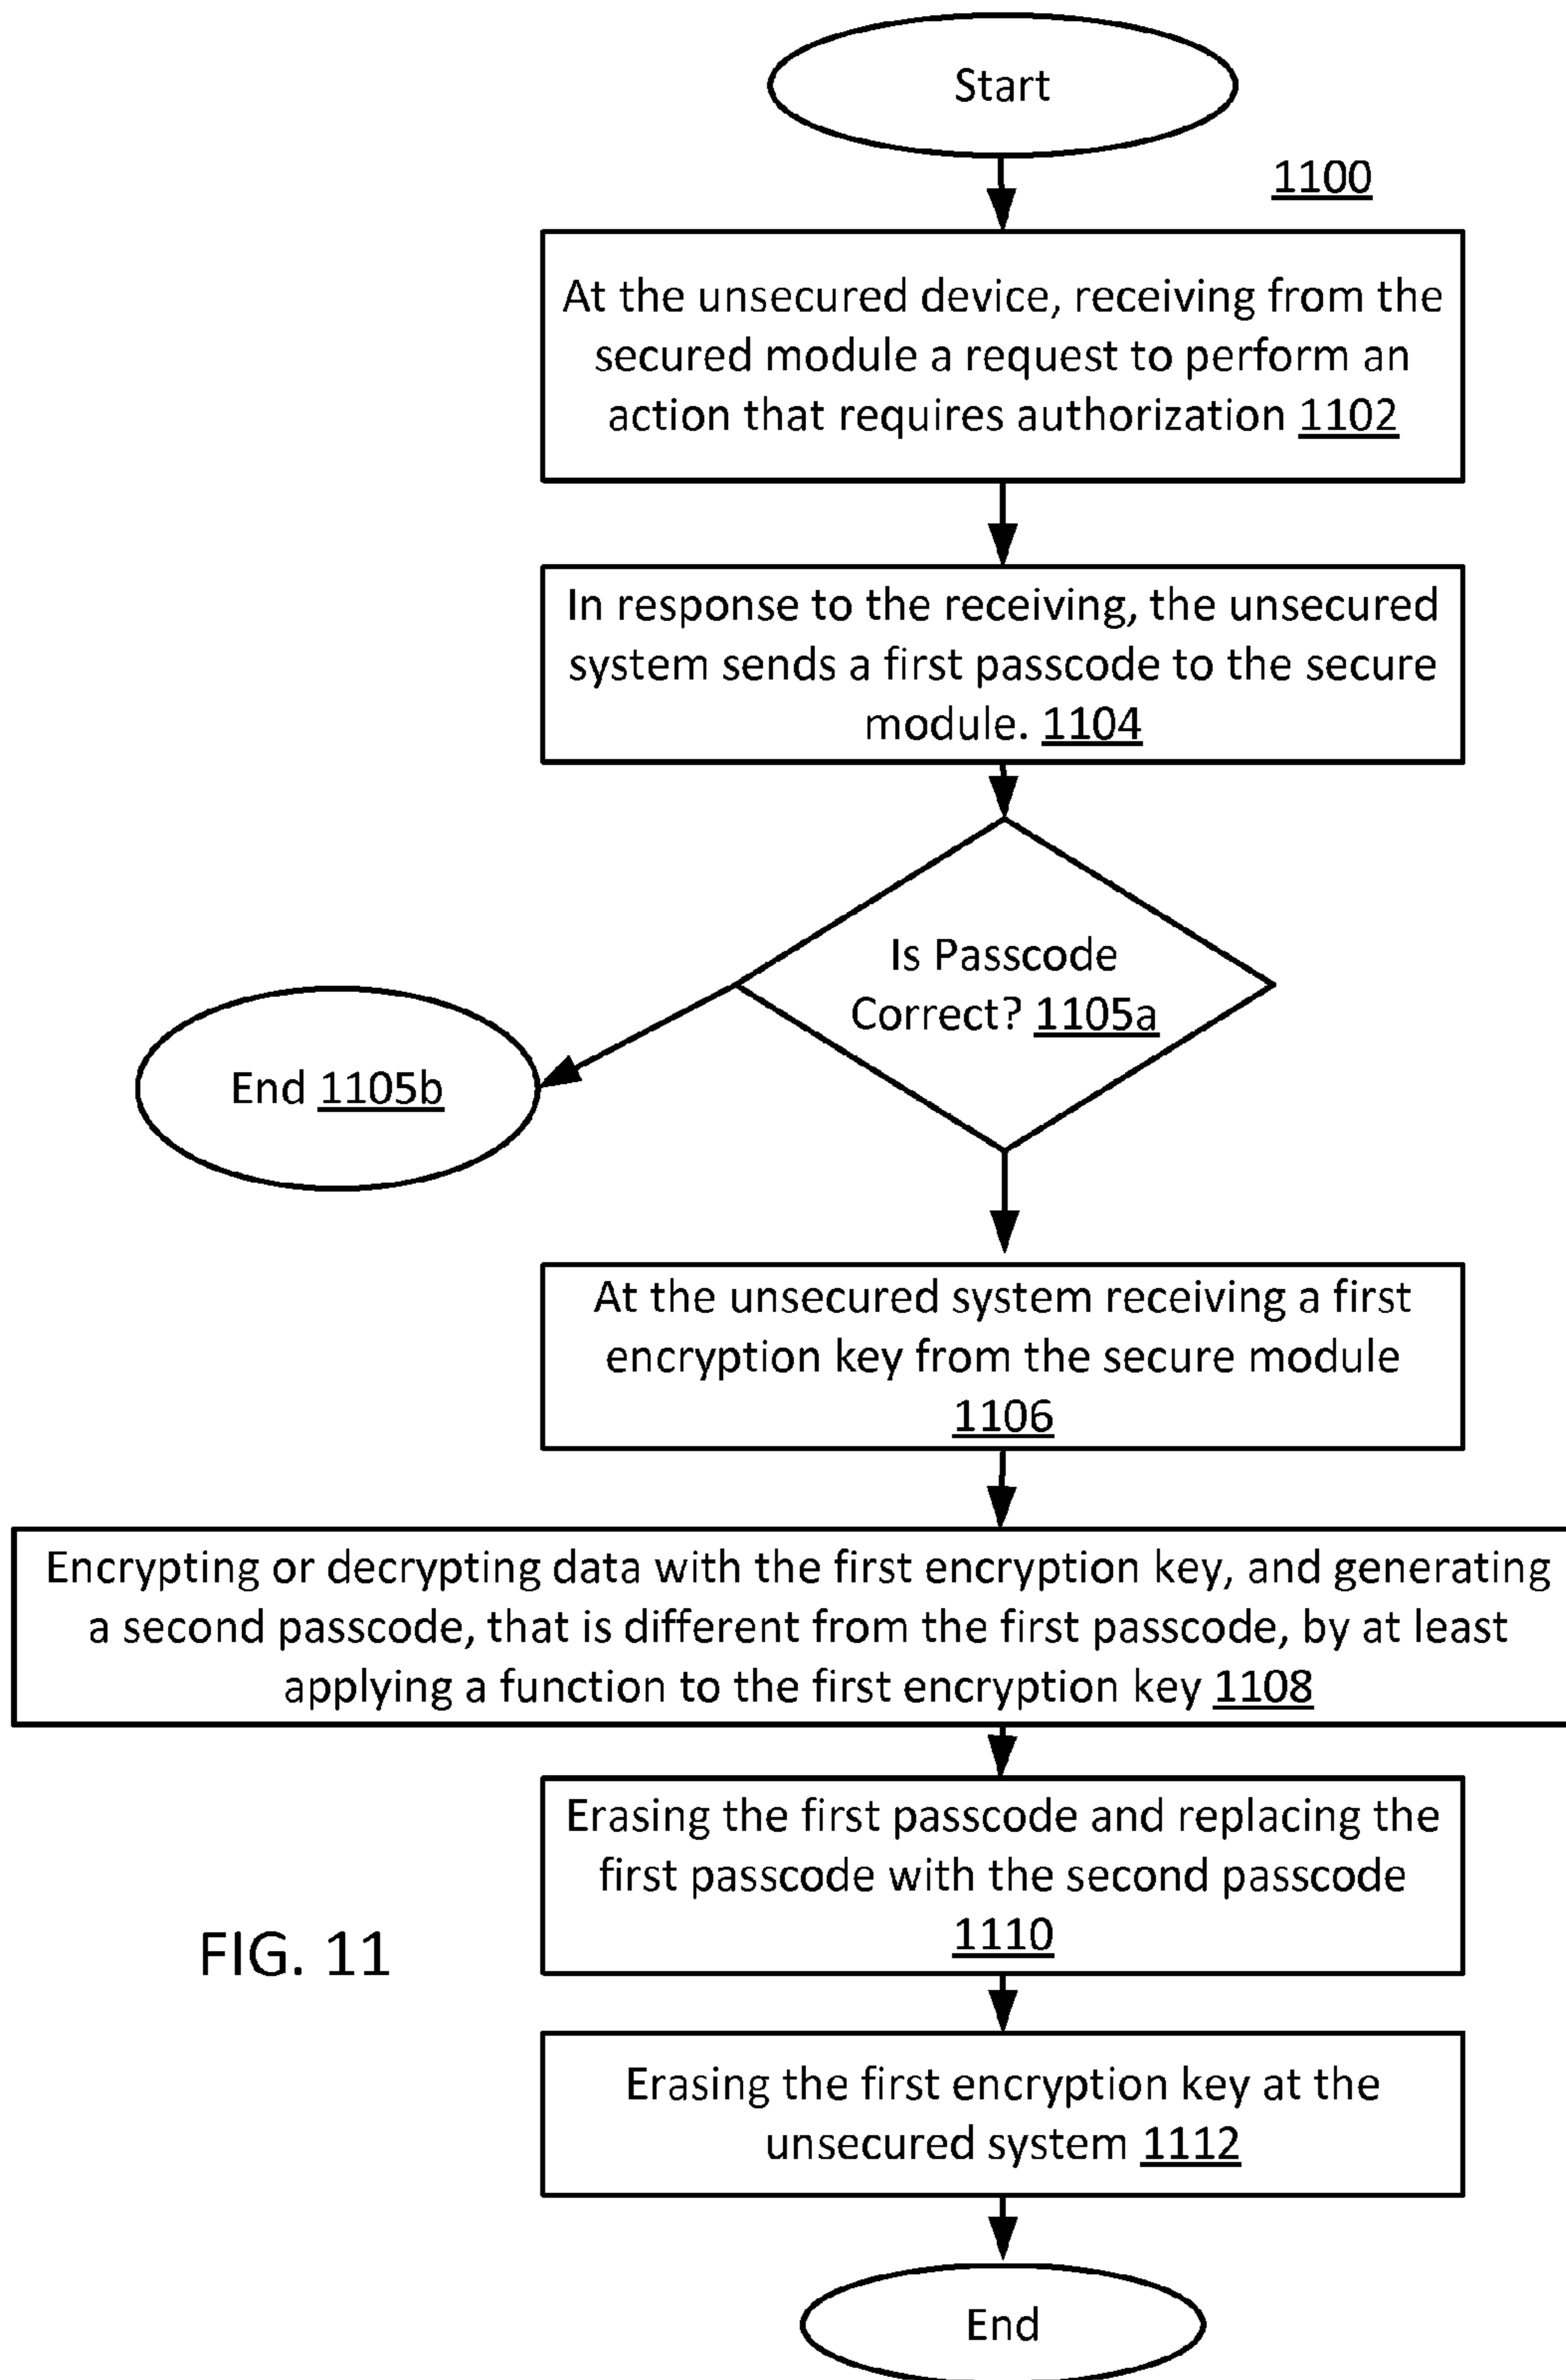 Start
1100
At the unsecured device, receiving from the
secured module a request to perform an
action that requires authorization 1102
In response to the receiving, the unsecured
system sends a first passcode to the secure
module. 1104
Is Passcode
Correct? 1105a
End 1105b
At the unsecured system receiving a first
encryption key from the secure module
1106
Encrypting or decrypting data with the first encryption key, and generating
a second passcode, that is different from the first passcode, by at least
applying a function to the first encryption key 1108
Erasing the first passcode and replacing the
first passcode with the second passcode
1110
FIG. 11
Erasing the first encryption key at the
unsecured system 1112
End